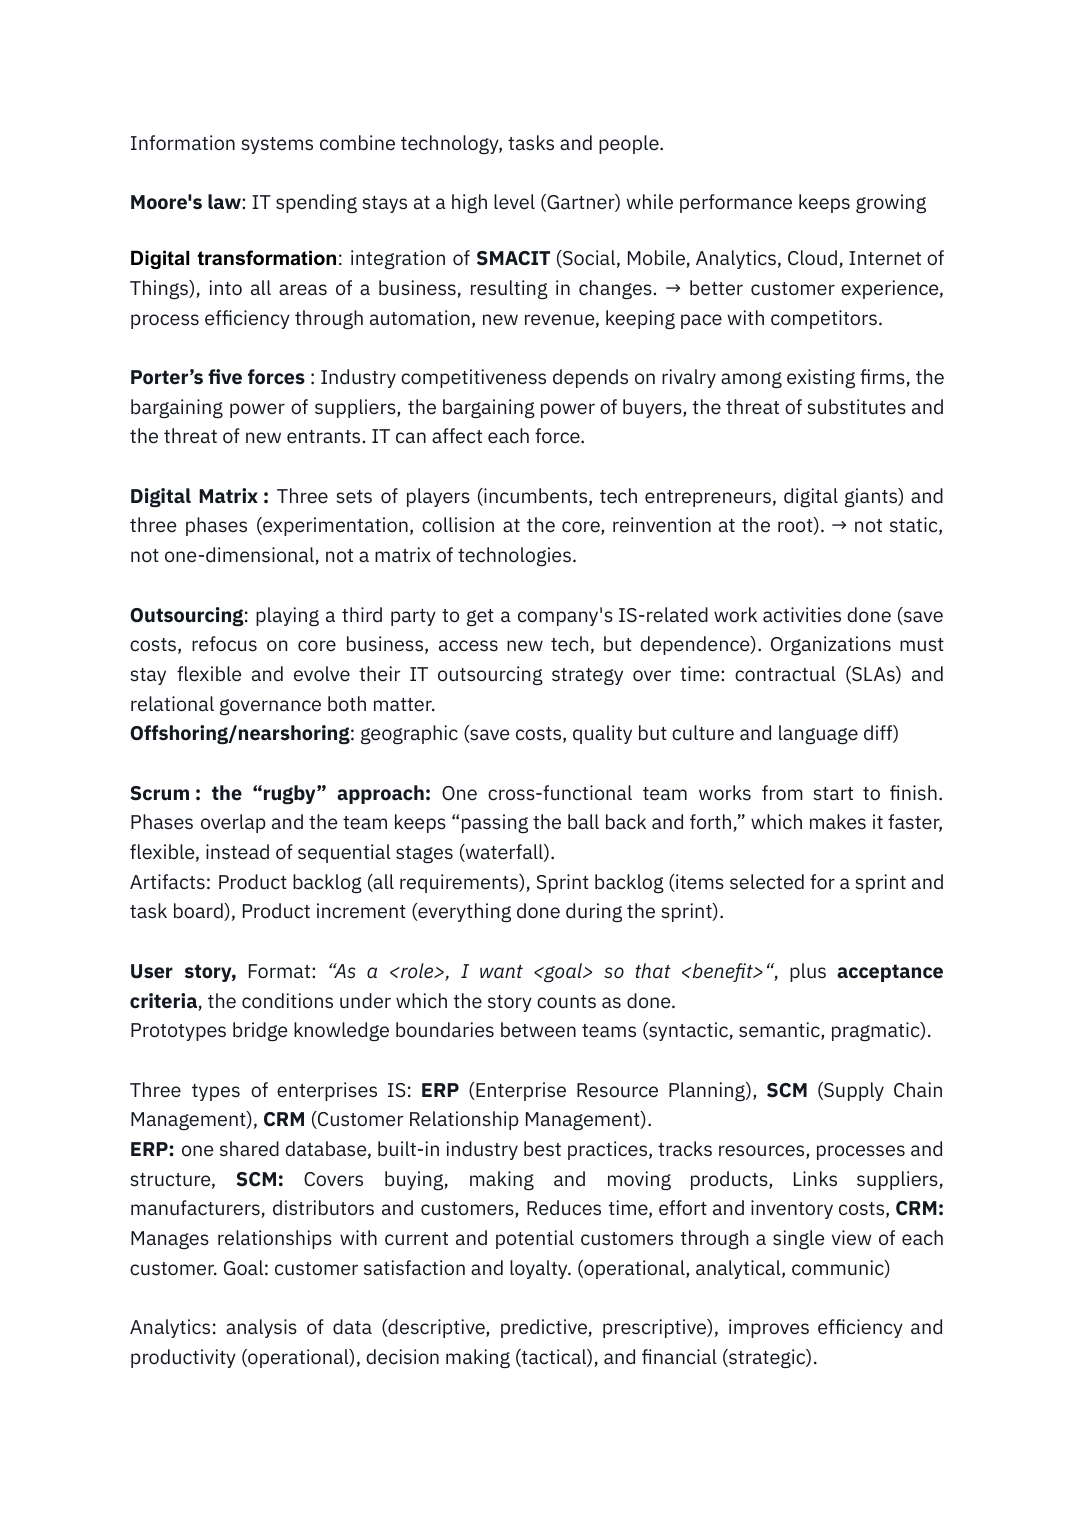 Information systems combine technology, tasks and people.
Moore's law: IT spending stays at a high level (Gartner) while performance keeps growing
Digital transformation: integration of SMACIT (Social, Mobile, Analytics, Cloud, Internet of
Things), into all areas of a business, resulting in changes. → better customer experience,
process efficiency through automation, new revenue, keeping pace with competitors.
Porter’s five forces : Industry competitiveness depends on rivalry among existing firms, the
bargaining power of suppliers, the bargaining power of buyers, the threat of substitutes and
the threat of new entrants. IT can affect each force.
Digital Matrix : Three sets of players (incumbents, tech entrepreneurs, digital giants) and
three phases (experimentation, collision at the core, reinvention at the root). → not static,
not one-dimensional, not a matrix of technologies.
Outsourcing: playing a third party to get a company's IS-related work activities done (save
costs, refocus on core business, access new tech, but dependence). Organizations must
stay flexible and evolve their IT outsourcing strategy over time: contractual (SLAs) and
relational governance both matter.
Offshoring/nearshoring: geographic (save costs, quality but culture and language diff)
Scrum : the “rugby” approach: One cross-functional team works from start to finish.
Phases overlap and the team keeps “passing the ball back and forth,” which makes it faster,
flexible, instead of sequential stages (waterfall).
Artifacts: Product backlog (all requirements), Sprint backlog (items selected for a sprint and
task board), Product increment (everything done during the sprint).
User story, Format: “As a <role>, I want <goal> so that <benefit>“, plus acceptance
criteria, the conditions under which the story counts as done.
Prototypes bridge knowledge boundaries between teams (syntactic, semantic, pragmatic).
Three types of enterprises IS: ERP (Enterprise Resource Planning), SCM (Supply Chain
Management), CRM (Customer Relationship Management).
ERP: one shared database, built-in industry best practices, tracks resources, processes and
structure, SCM: Covers buying, making and moving products, Links suppliers,
manufacturers, distributors and customers, Reduces time, effort and inventory costs, CRM:
Manages relationships with current and potential customers through a single view of each
customer. Goal: customer satisfaction and loyalty. (operational, analytical, communic)
Analytics: analysis of data (descriptive, predictive, prescriptive), improves efficiency and
productivity (operational), decision making (tactical), and financial (strategic).